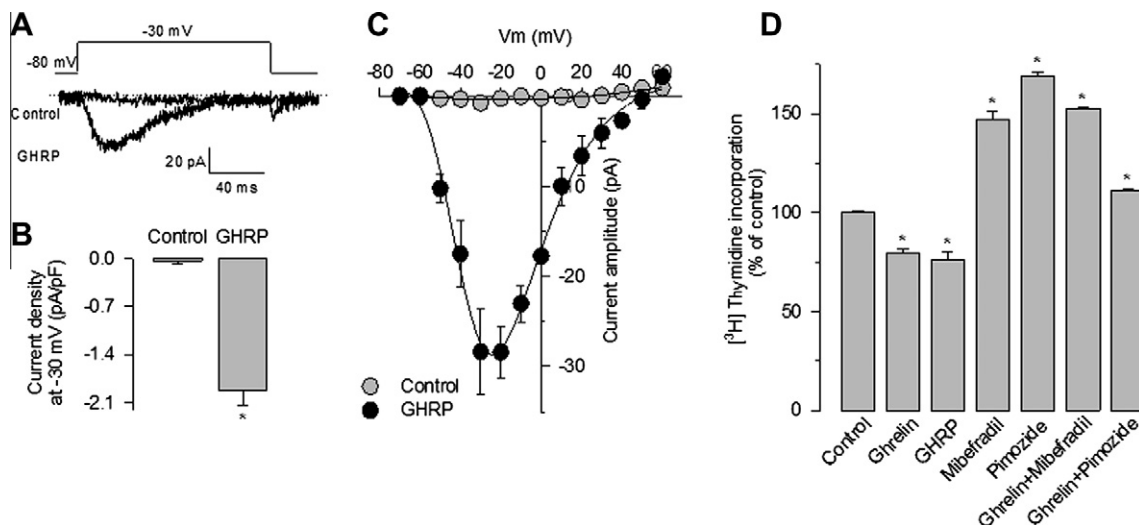 A
-30 mV
-80 mV
Control
GHRP
20 pA
40 ms
B
Control GHRP
0.0
-0.7
-1.4
-2.1
Current density
at -30 mV (pA/pF)
*
C
Vm (mV)
-80 -60 -40 -20 0 20 40 60
0
-20
-30
Current amplitude (pA)
Control
GHRP
D
150
100
50
0
[³H] Thymidine incorporation
(% of control)
* * * * * *
Control
Ghrelin
GHRP
Mibefradil
Pimozide
Ghrelin+Mibefradil
Ghrelin+Pimozide